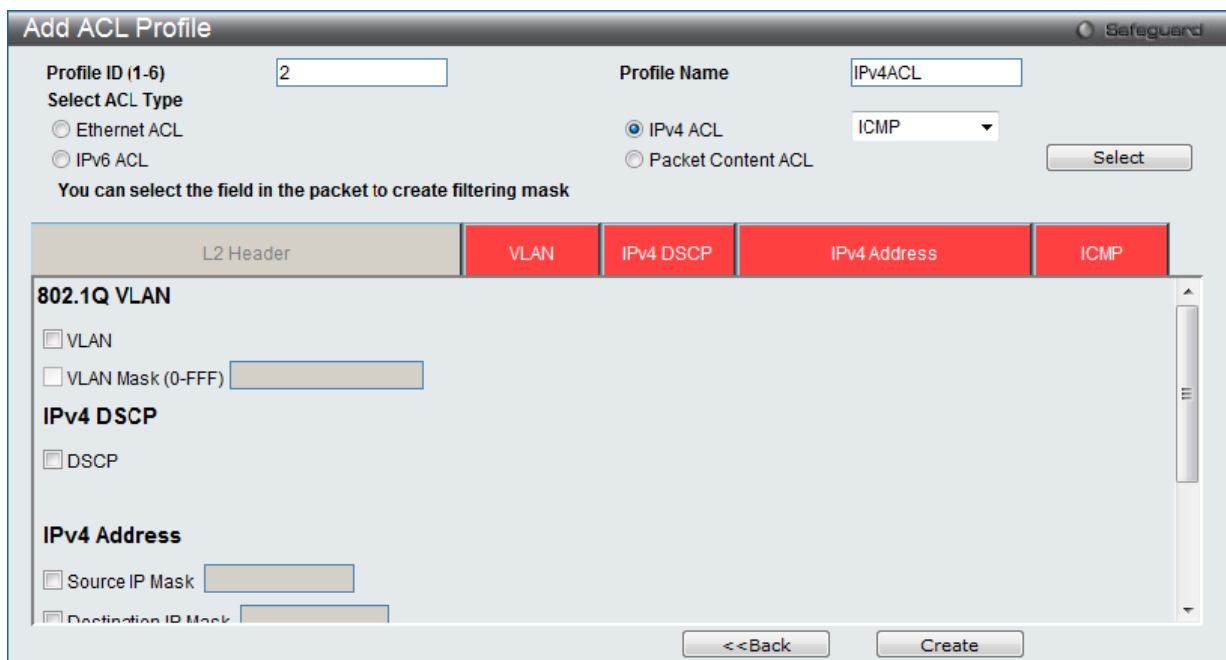 Add ACL Profile
Safeguard
Profile ID (1-6) 2 Profile Name IPv4ACL
Select ACL Type
Ethernet ACL IPv4 ACL ICMP
IPv6 ACL Packet Content ACL Select
You can select the field in the packet to create filtering mask
L2 Header VLAN IPv4 DSCP IPv4 Address ICMP
802.1Q VLAN
VLAN
VLAN Mask (0-FFF)
IPv4 DSCP
DSCP
IPv4 Address
Source IP Mask
Destination IP Mask
<<Back Create